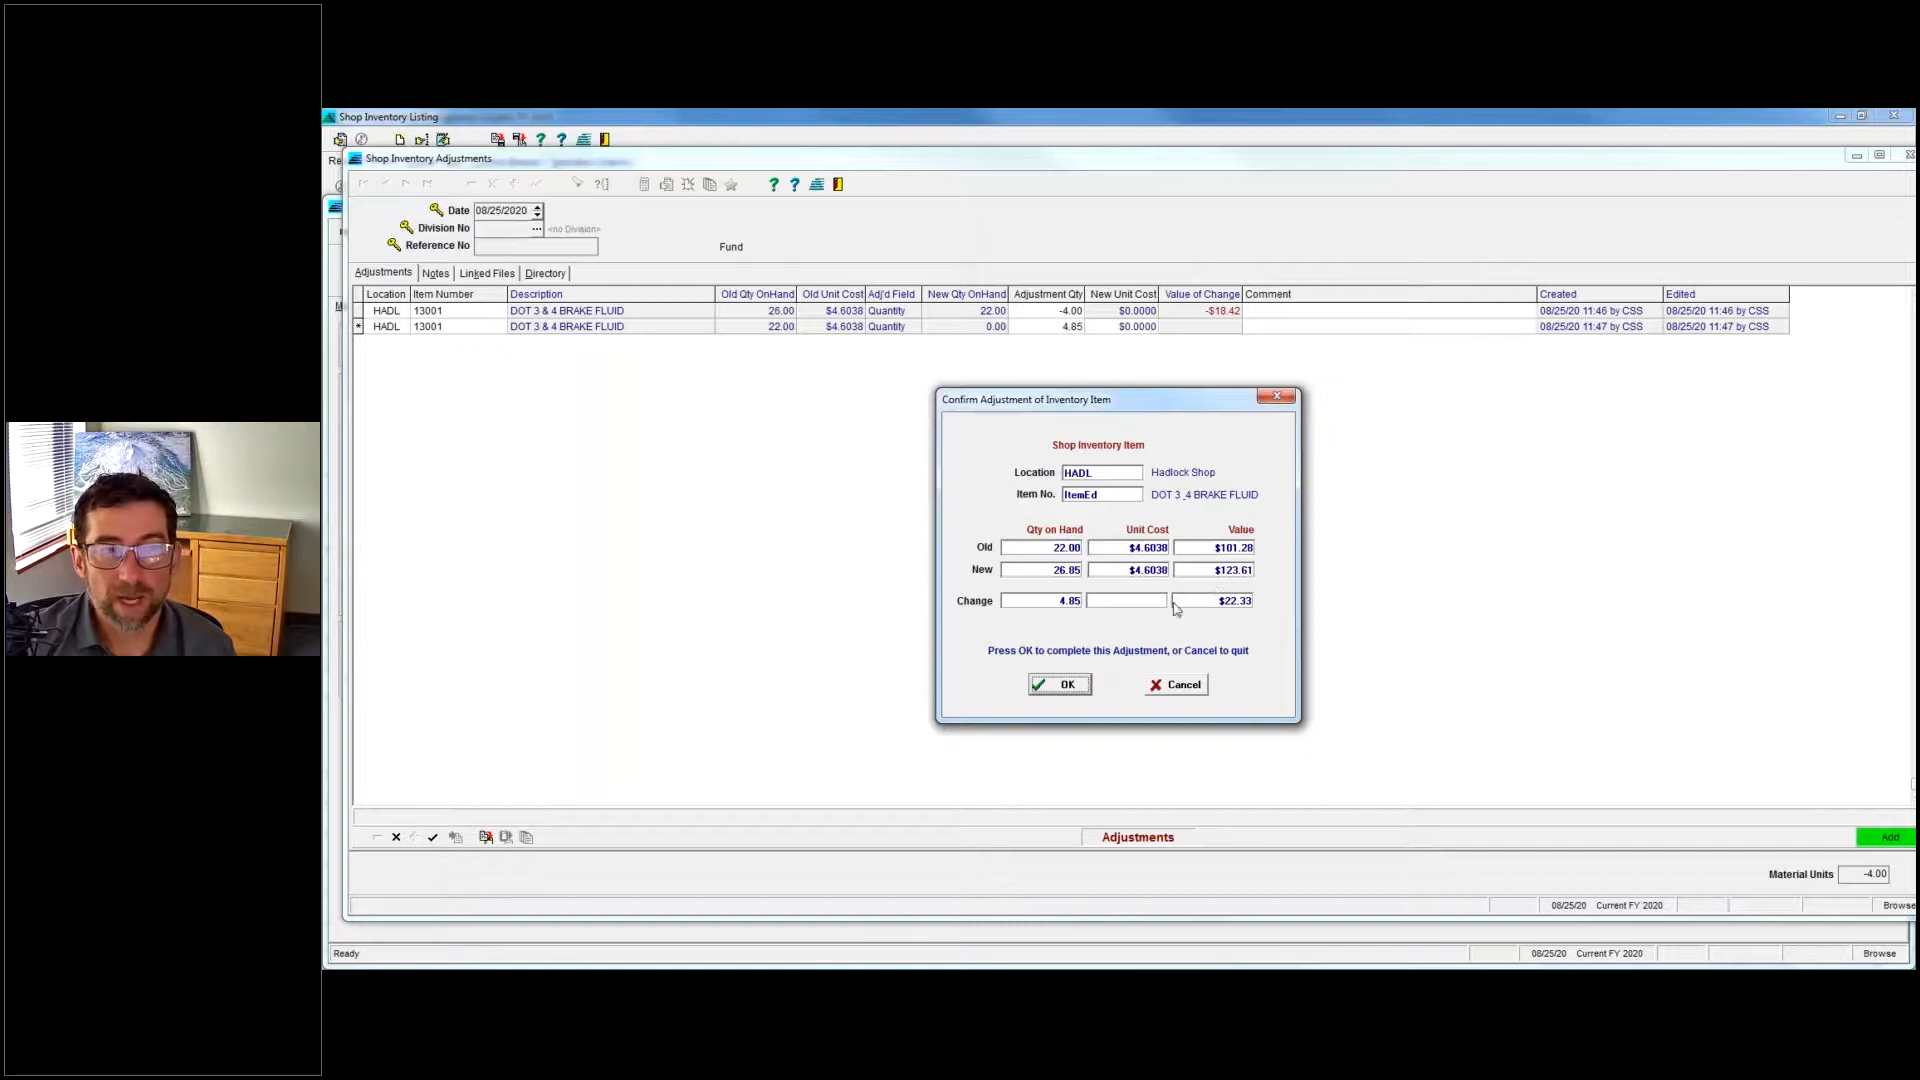 Shop Inventory Listing
Re
Shop Inventory Adjustments
Date 08/25/2020
Division No ... <no Division>
Reference No
Fund
Adjustments Notes Linked Files Directory
Location Item Number Description Old Qty OnHand Old Unit Cost Adj'd Field New Qty OnHand Adjustment Qty New Unit Cost Value of Change Comment Created Edited
HADL 13001 DOT 3 & 4 BRAKE FLUID 26.00 $4.6038 Quantity 22.00 -4.00 $0.0000 -$18.42 08/25/20 11:46 by CSS 08/25/20 11:46 by CSS
* HADL 13001 DOT 3 & 4 BRAKE FLUID 22.00 $4.6038 Quantity 0.00 4.85 $0.0000 08/25/20 11:47 by CSS 08/25/20 11:47 by CSS
Confirm Adjustment of Inventory Item
Shop Inventory Item
Location HADL Hadlock Shop
Item No. ItemEd DOT 3 _4 BRAKE FLUID
Qty on Hand Unit Cost Value
Old 22.00 $4.6038 $101.28
New 26.85 $4.6038 $123.61
Change 4.85 $22.33
Press OK to complete this Adjustment, or Cancel to quit
OK Cancel
Adjustments Add
Material Units -4.00
08/25/20 Current FY 2020 Browse
Ready 08/25/20 Current FY 2020 Browse